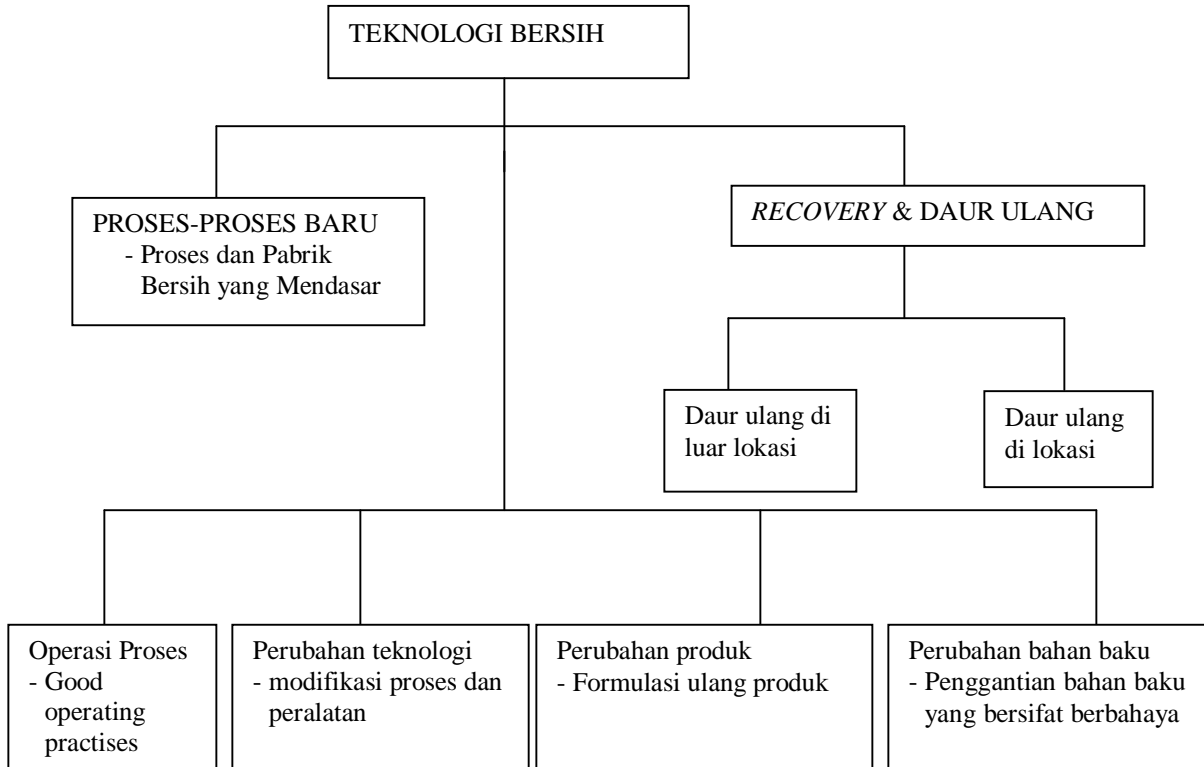 TEKNOLOGI BERSIH
PROSES-PROSES BARU
- Proses dan Pabrik
Bersih yang Mendasar
RECOVERY & DAUR ULANG
Daur ulang di
luar lokasi
Daur ulang
di lokasi
Operasi Proses
- Good
operating
practises
Perubahan teknologi
- modifikasi proses dan
peralatan
Perubahan produk
- Formulasi ulang produk
Perubahan bahan baku
- Penggantian bahan baku
yang bersifat berbahaya